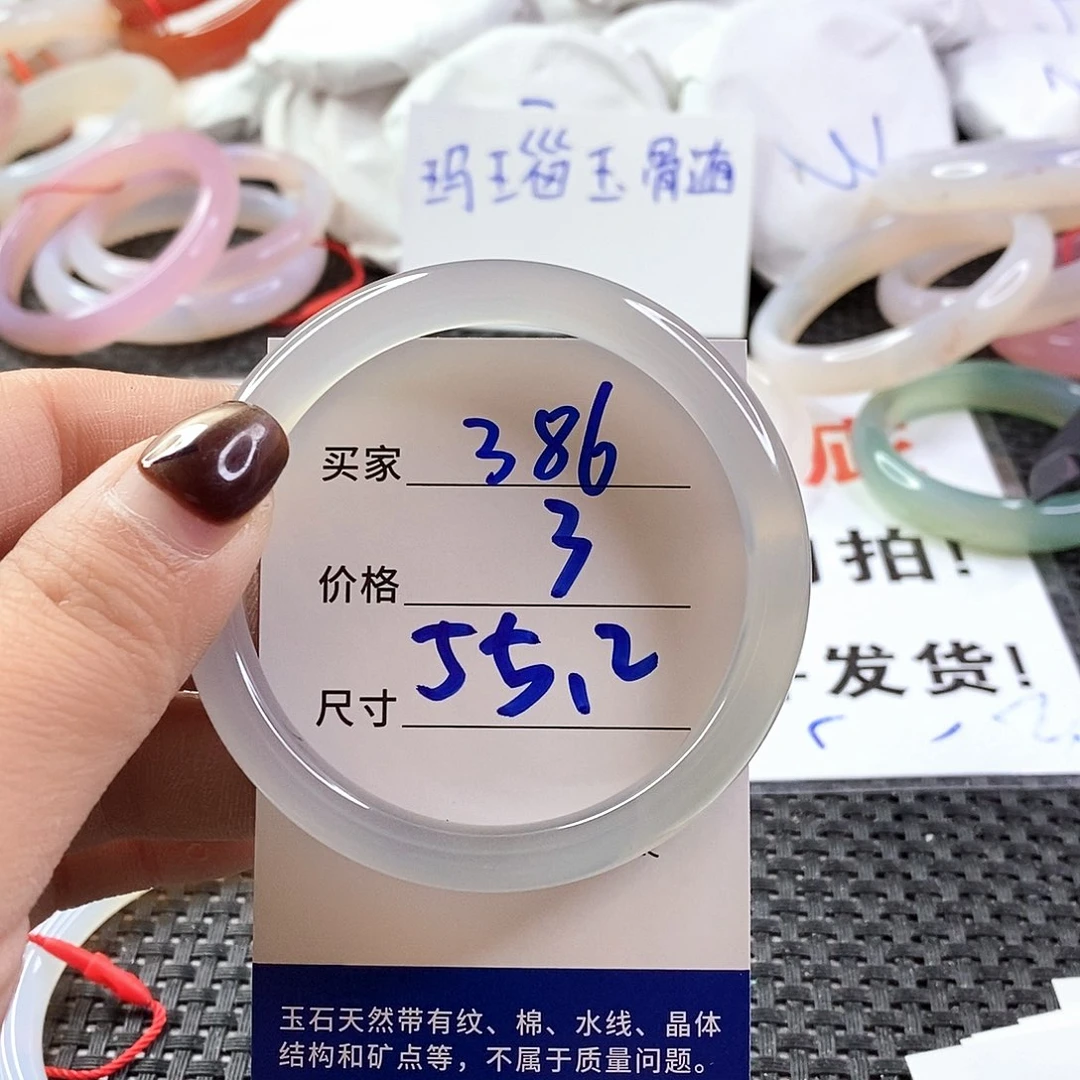 玛瑙玉骨髓
买家 386
价格 3
尺寸 55,2
拍!
发货!
玉石天然带有纹、棉、水线、晶体
结构和矿点等，不属于质量问题。